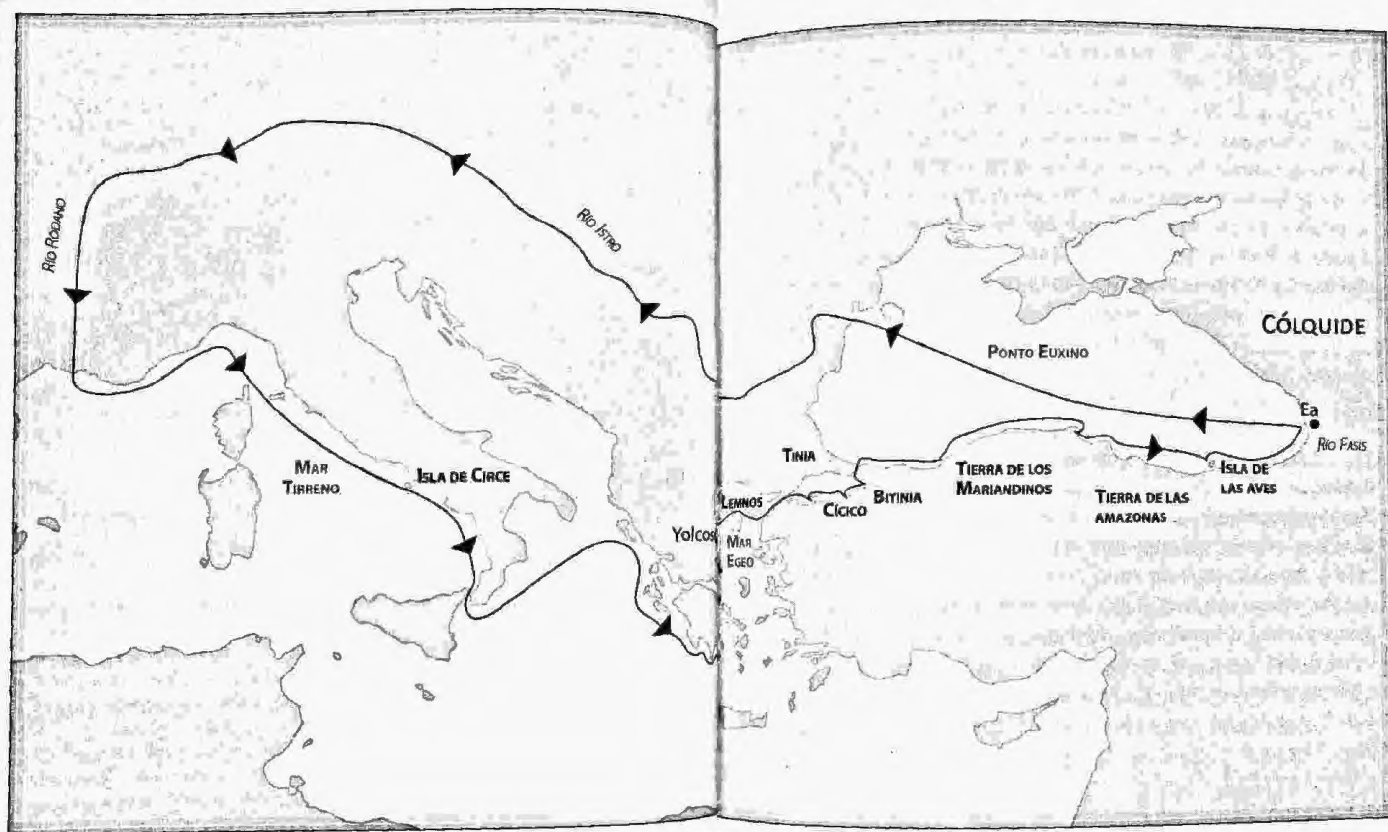 RÍO RÓDANO
RÍO ISTRO
MAR
TIRRENO
ISLA DE CIRCE
YOLCOS
CÓLQUIDE
PONTO EUXINO
EA
RÍO FASIS
TINIA
LEMNOS
MAR
EGEO
CÍCICO
BITINIA
TIERRA DE LOS
MARIANDINOS
TIERRA DE LAS
AMAZONAS
ISLA DE
LAS AVES